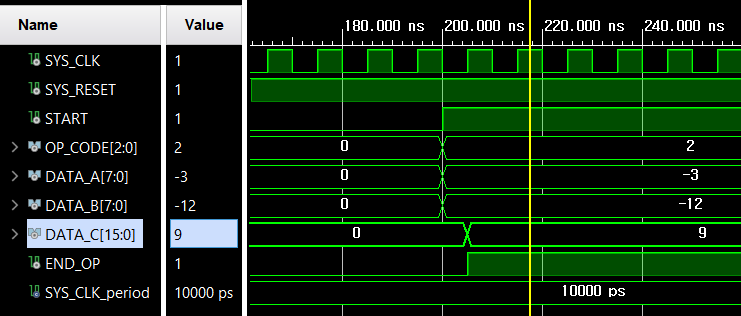 Name Value 180.000 ns 200.000 ns 220.000 ns 240.000 ns
SYS_CLK 1
SYS_RESET 1
START 1
OP_CODE[2:0] 2 0 2
DATA_A[7:0] -3 0 -3
DATA_B[7:0] -12 0 -12
DATA_C[15:0] 9 0 9
END_OP 1
SYS_CLK_period 10000 ps 10000 ps